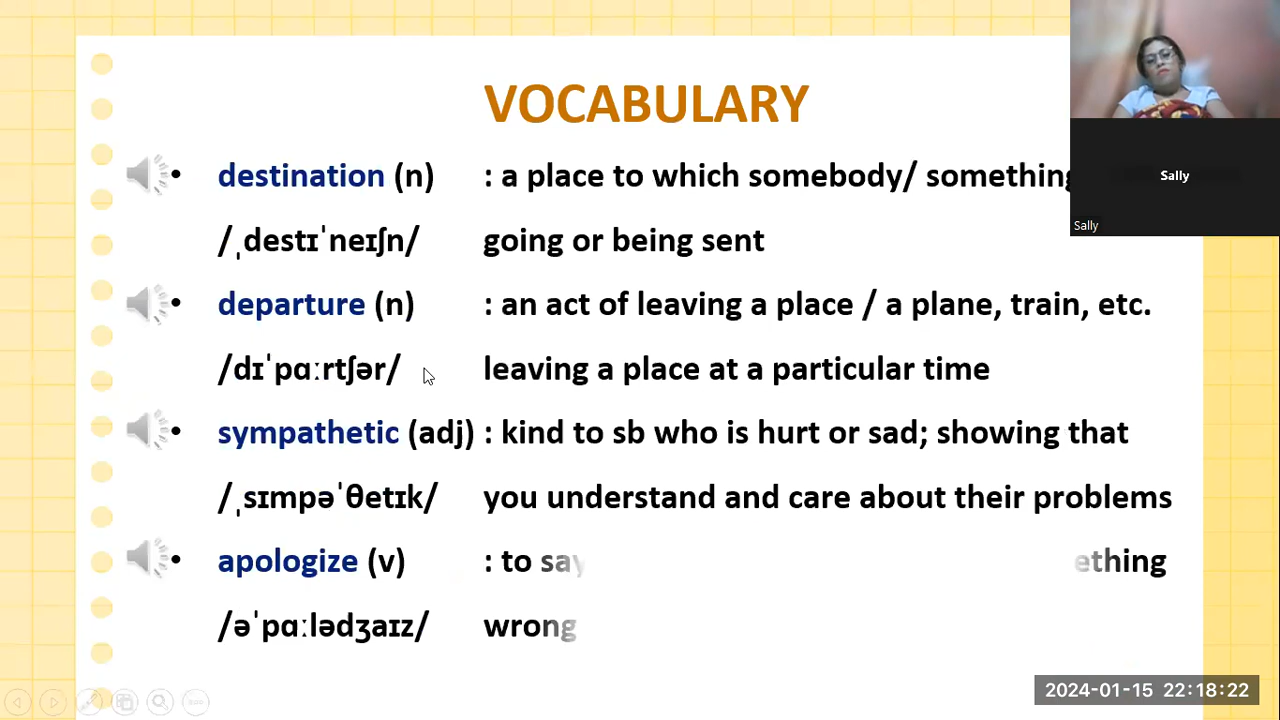 VOCABULARY
destination (n) : a place to which somebody/ something
/ˌdestɪˈneɪʃn/ going or being sent
departure (n) : an act of leaving a place / a plane, train, etc.
/dɪˈpɑːrtʃər/ leaving a place at a particular time
sympathetic (adj) : kind to sb who is hurt or sad; showing that
/ˌsɪmpəˈθetɪk/ you understand and care about their problems
apologize (v) : to say
/əˈpɑːlədʒaɪz/ wrong
Sally
Sally
2024-01-15 22:18:22